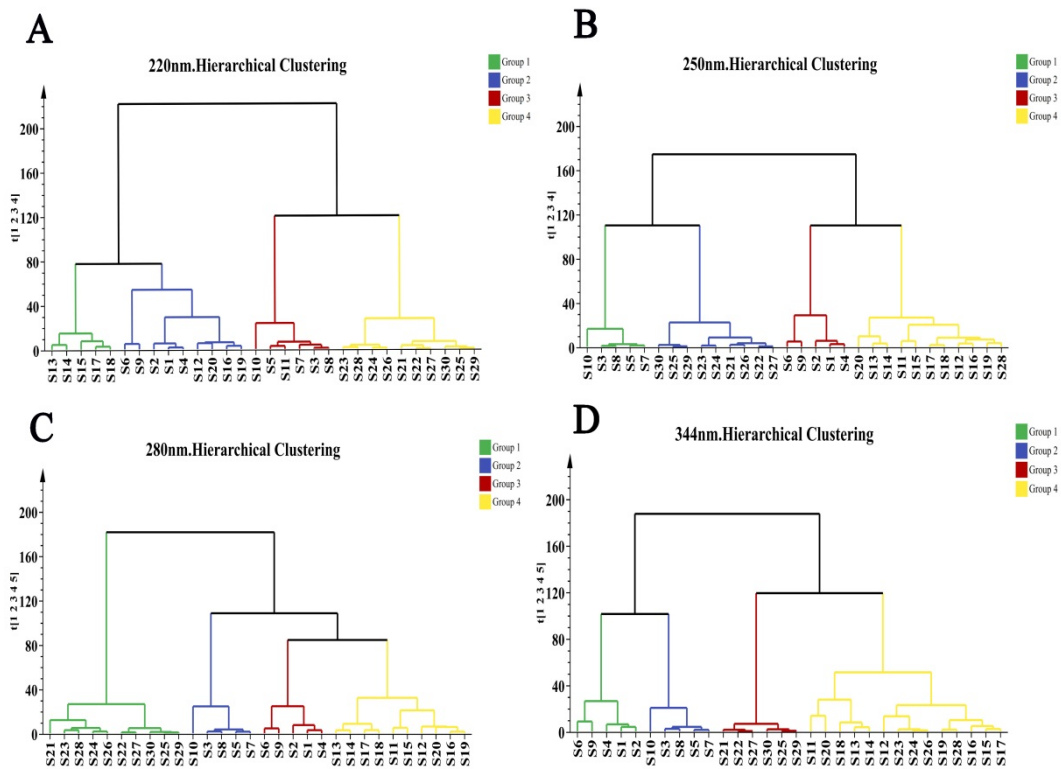 A
220nm.Hierarchical Clustering
Group 1
Group 2
Group 3
Group 4
200
160
120
80
40
0
t[1 2 3 4]
S13 S14 S15 S17 S18 S6 S9 S2 S1 S4 S12 S20 S16 S19 S10 S5 S11 S7 S3 S8 S23 S28 S24 S26 S21 S22 S27 S30 S25 S29
B
250nm.Hierarchical Clustering
Group 1
Group 2
Group 3
Group 4
200
160
120
80
40
0
t[1 2 3 4]
S10 S3 S8 S5 S7 S30 S25 S29 S23 S24 S21 S26 S22 S27 S6 S9 S2 S1 S4 S20 S13 S14 S11 S15 S17 S18 S12 S16 S19 S28
C
280nm.Hierarchical Clustering
Group 1
Group 2
Group 3
Group 4
200
160
120
80
40
0
t[1 2 3 4 5]
S21 S23 S28 S24 S26 S22 S27 S30 S25 S29 S10 S3 S8 S5 S7 S6 S9 S2 S1 S4 S13 S14 S17 S18 S11 S15 S12 S20 S16 S19
D
344nm.Hierarchical Clustering
Group 1
Group 2
Group 3
Group 4
200
160
120
80
40
0
t[1 2 3 4 5]
S6 S9 S4 S1 S2 S10 S3 S8 S5 S7 S21 S22 S27 S30 S25 S29 S11 S20 S18 S13 S14 S12 S23 S24 S26 S19 S28 S16 S15 S17